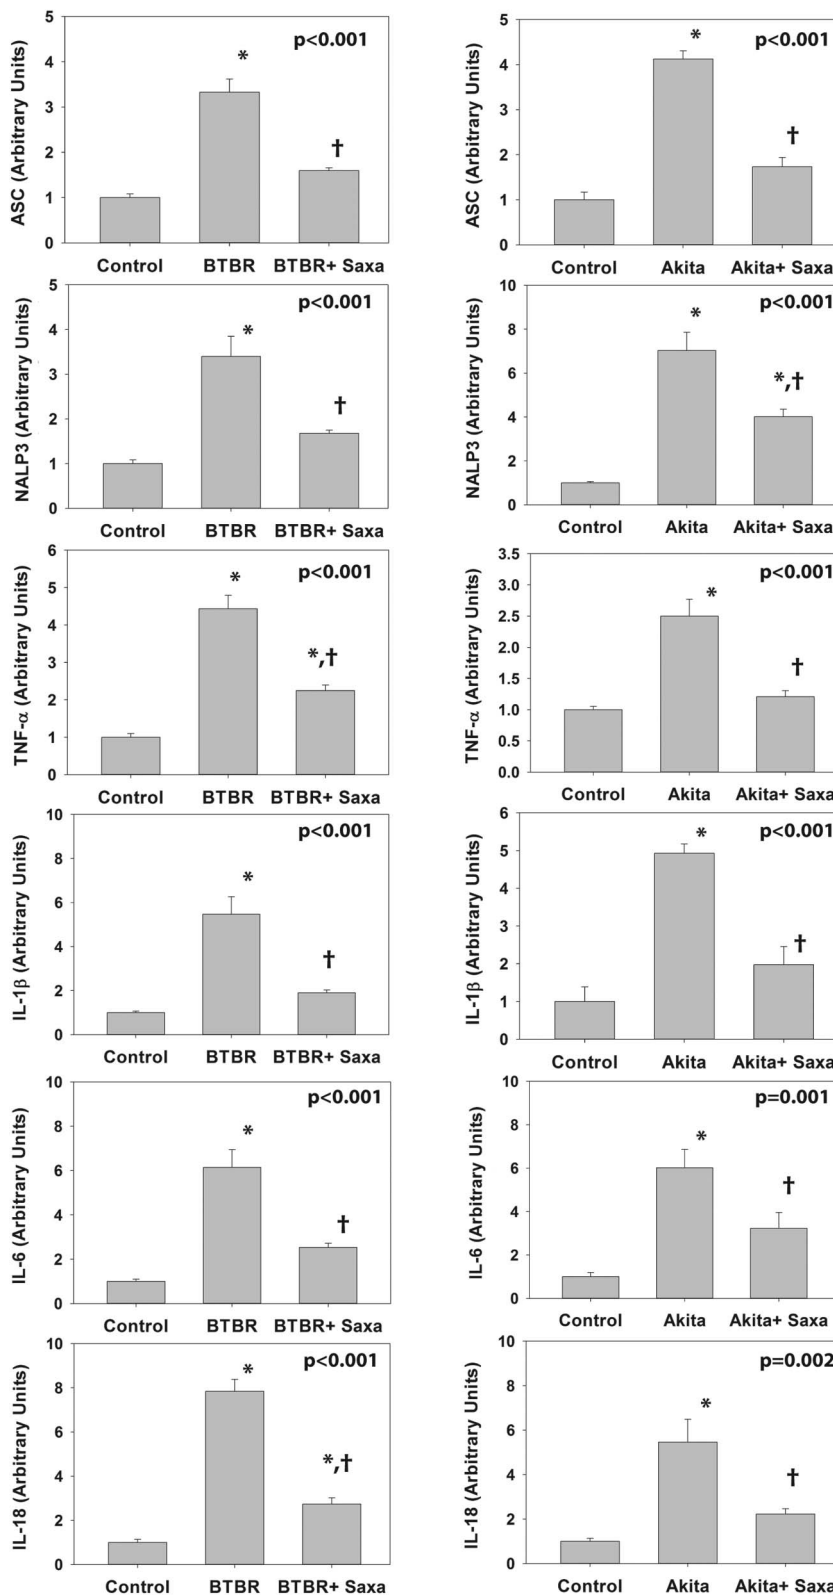 ASC (Arbitrary Units)
5
4
3
2
1
0
p<0.001
*
†
Control BTBR BTBR+ Saxa
ASC (Arbitrary Units)
5
4
3
2
1
0
p<0.001
*
†
Control Akita Akita+ Saxa
NALP3 (Arbitrary Units)
5
4
3
2
1
0
p<0.001
*
†
Control BTBR BTBR+ Saxa
NALP3 (Arbitrary Units)
10
8
6
4
2
0
p<0.001
*
*,†
Control Akita Akita+ Saxa
TNF-α (Arbitrary Units)
6
5
4
3
2
1
0
p<0.001
*
*,†
Control BTBR BTBR+ Saxa
TNF-α (Arbitrary Units)
3.5
3.0
2.5
2.0
1.5
1.0
0.5
0.0
p<0.001
*
†
Control Akita Akita+ Saxa
IL-1β (Arbitrary Units)
10
8
6
4
2
0
p<0.001
*
†
Control BTBR BTBR+ Saxa
IL-1β (Arbitrary Units)
6
5
4
3
2
1
0
p<0.001
*
†
Control Akita Akita+ Saxa
IL-6 (Arbitrary Units)
10
8
6
4
2
0
p<0.001
*
†
Control BTBR BTBR+ Saxa
IL-6 (Arbitrary Units)
10
8
6
4
2
0
p=0.001
*
†
Control Akita Akita+ Saxa
IL-18 (Arbitrary Units)
10
8
6
4
2
0
p<0.001
*
*,†
Control BTBR BTBR+ Saxa
IL-18 (Arbitrary Units)
10
8
6
4
2
0
p=0.002
*
†
Control Akita Akita+ Saxa